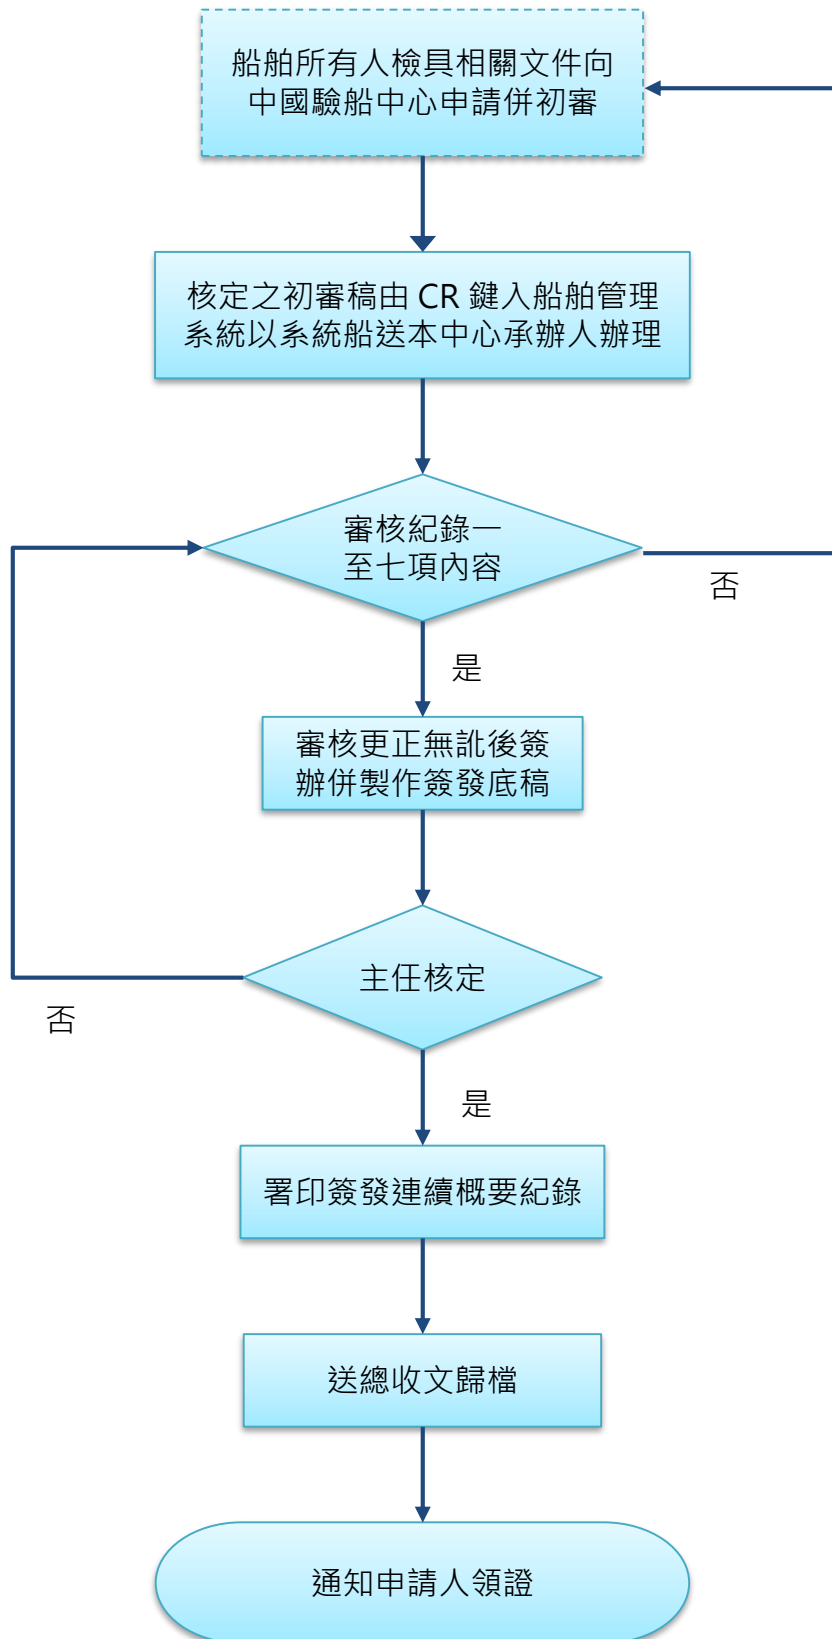 船舶所有人檢具相關文件向
中國驗船中心申請併初審
核定之初審稿由 CR 鍵入船舶管理
系統以系統船送本中心承辦人辦理
審核紀錄一
至七項內容
否
是
審核更正無訛後簽
辦併製作簽發底稿
主任核定
否
是
署印簽發連續概要紀錄
送總收文歸檔
通知申請人領證